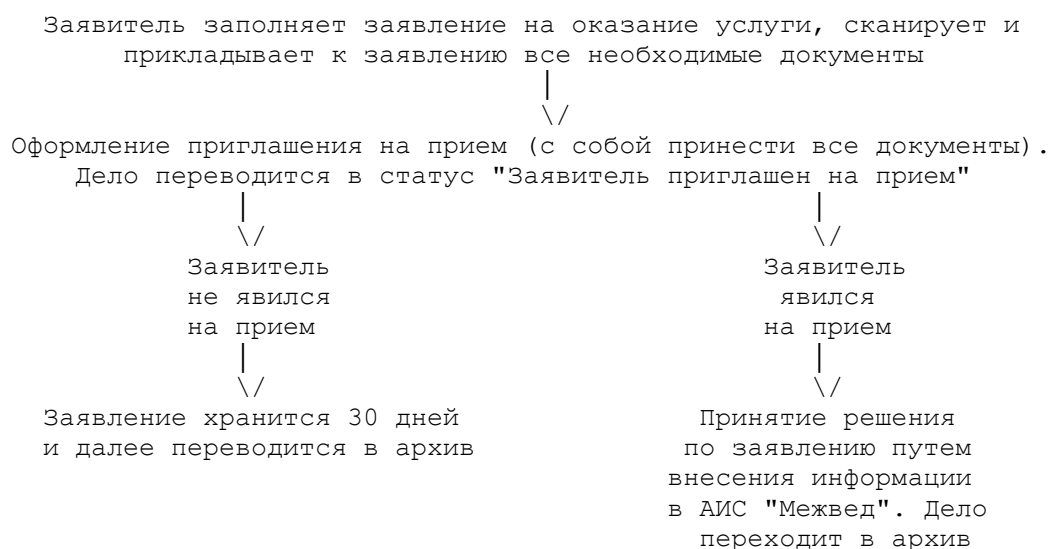 Заявитель заполняет заявление на оказание услуги, сканирует и
прикладывает к заявлению все необходимые документы
Оформление приглашения на прием (с собой принести все документы).
Дело переводится в статус "Заявитель приглашен на прием"
Заявитель
не явился
на прием
Заявление хранится 30 дней
и далее переводится в архив
Заявитель
явился
на прием
Принятие решения
по заявлению путем
внесения информации
в АИС "Межвед". Дело
переходит в архив